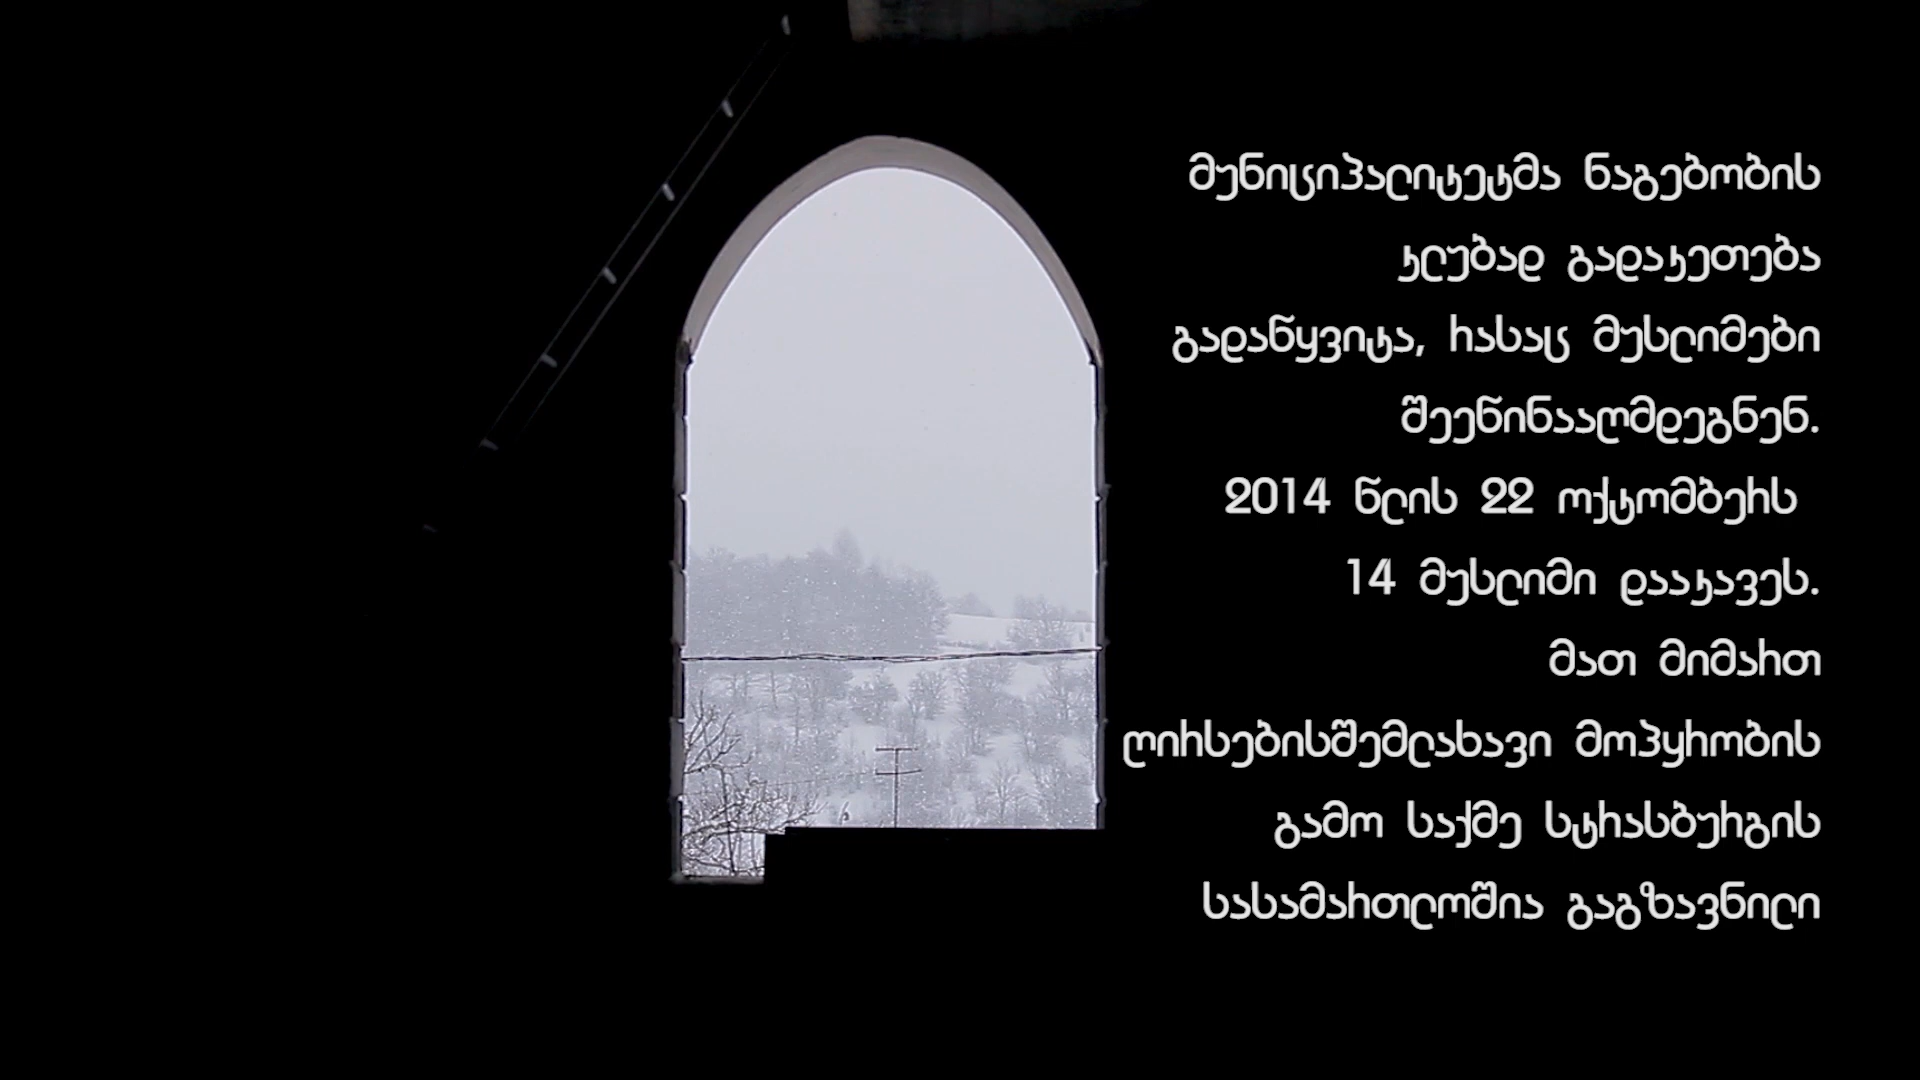 მუნიციპალიტეტმა ნაგებობის
კლუბად გადაკეთება
გადაწყვიტა, რასაც მუსლიმები
შეეწინააღმდეგნენ.
2014 წლის 22 ოქტომბერს
14 მუსლიმი დააკავეს.
მათ მიმართ
ღირსებისშემლახავი მოპყრობის
გამო საქმე სტრასბურგის
სასამართლოშია გაგზავნილი